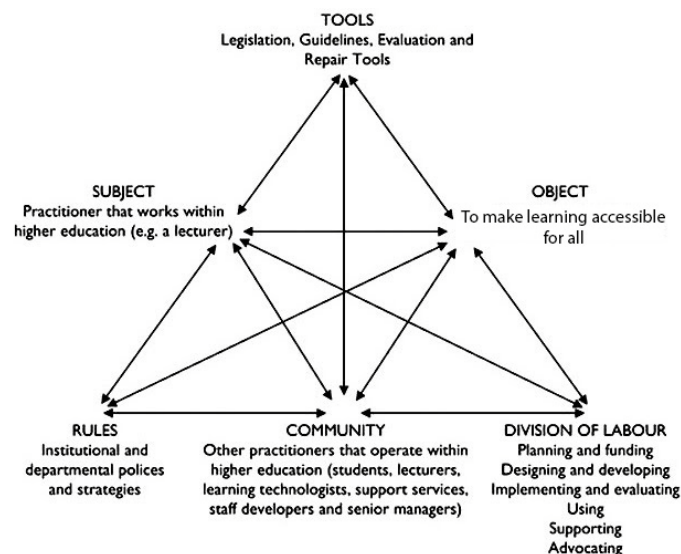 TOOLS
Legislation, Guidelines, Evaluation and
Repair Tools
SUBJECT
Practitioner that works within
higher education (e.g. a lecturer)
OBJECT
To make learning accessible
for all
RULES
Institutional and
departmental polices
and strategies
COMMUNITY
Other practitioners that operate within
higher education (students, lecturers,
learning technologists, support services,
staff developers and senior managers)
DIVISION OF LABOUR
Planning and funding
Designing and developing
Implementing and evaluating
Using
Supporting
Advocating